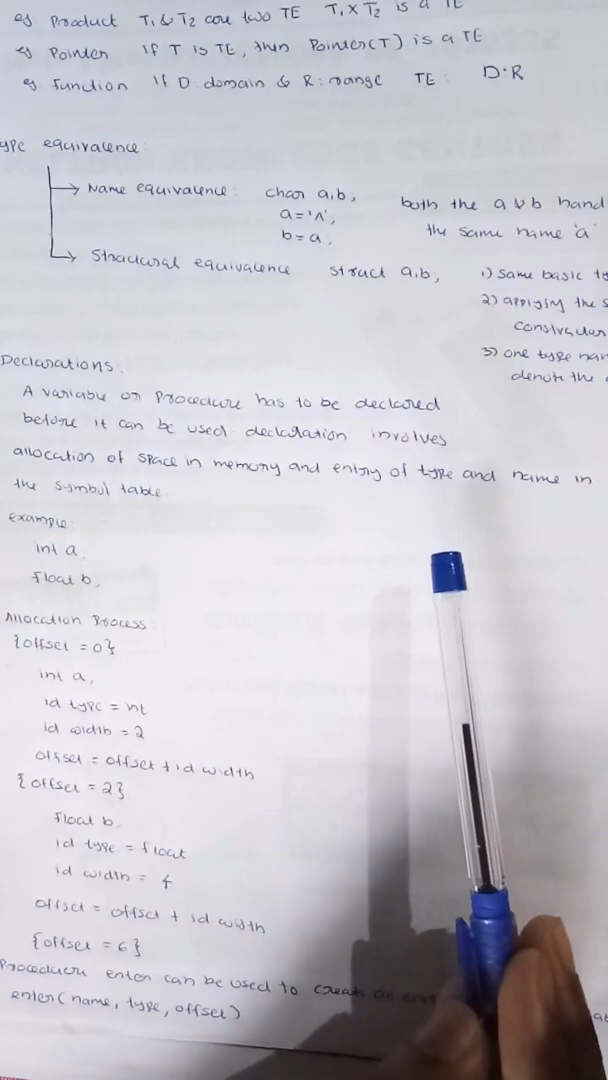 eg Product T1 & T2 are two TE T1 X T2 is a TE
eg Pointer If T is TE, then Pointer(T) is a TE
eg Function If D: domain & R: range TE: D.R
ype equivalence:
Name equivalence: char a,b; both the a & b hand
a='A'; the same name 'a'
b=a;
Structural equivalence struct a,b; 1) same basic
2) applying the s
constructor
3) one type nam
denote the
Declarations:
A variable or procedure has to be declared
before it can be used declaration involves
allocation of space in memory and entry of type and name in
the symbol table.
example:
int a;
float b;
Allocation Process:
{offset = 0}
int a;
id type = int
id width = 2
offset = offset + id width
{offset = 2}
float b;
id type = float
id width = 4
offset = offset + id width
{offset = 6}
Procedure enter can be used to create an
enter(name, type, offset)